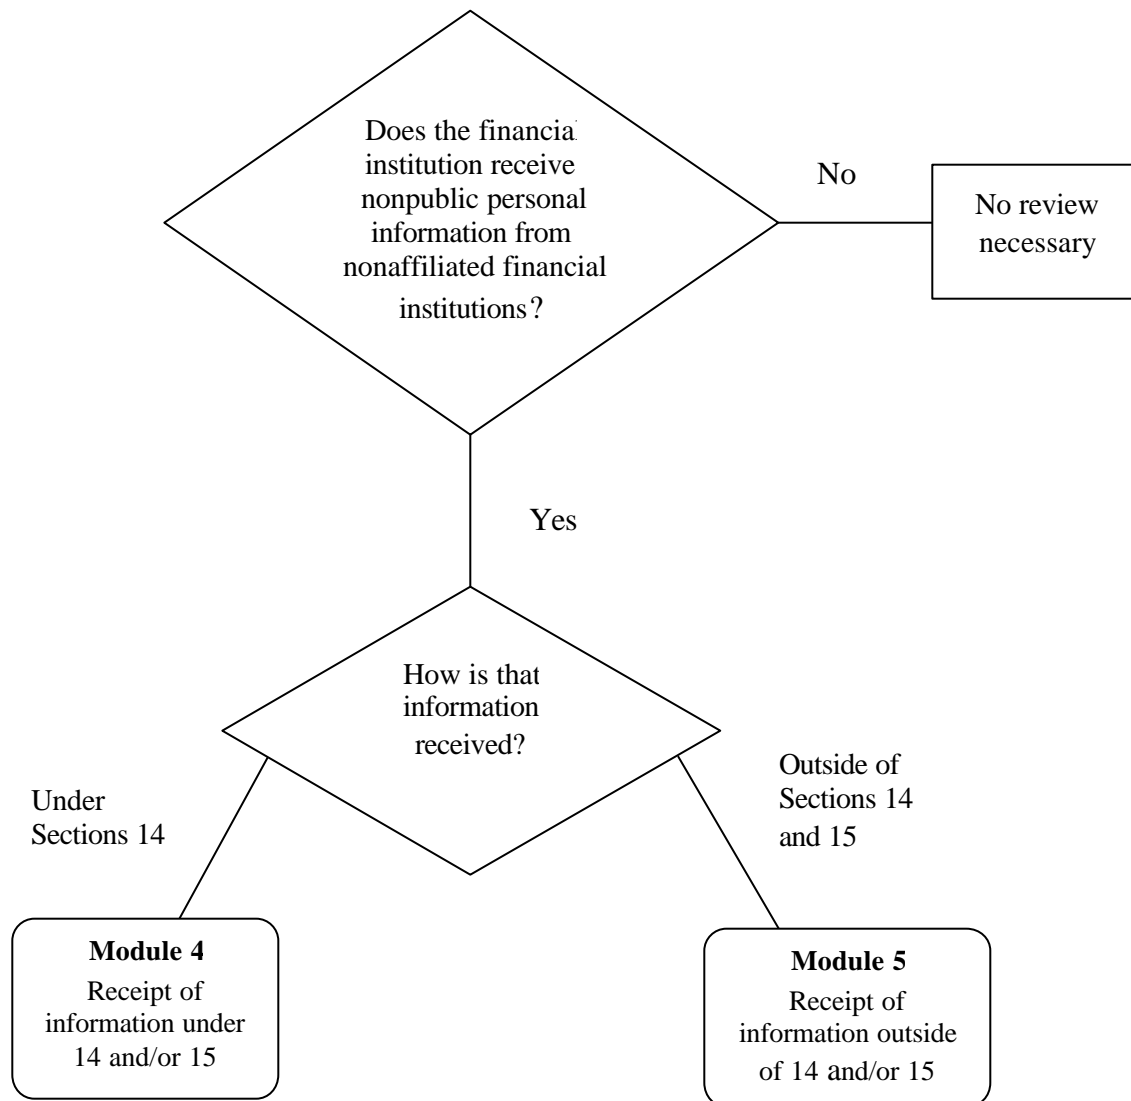 Does the financial
institution receive
nonpublic personal
information from
nonaffiliated financial
institutions?
No
No review
necessary
Yes
How is that
information
received?
Under
Sections 14
Outside of
Sections 14
and 15
Module 4
Receipt of
information under
14 and/or 15
Module 5
Receipt of
information outside
of 14 and/or 15